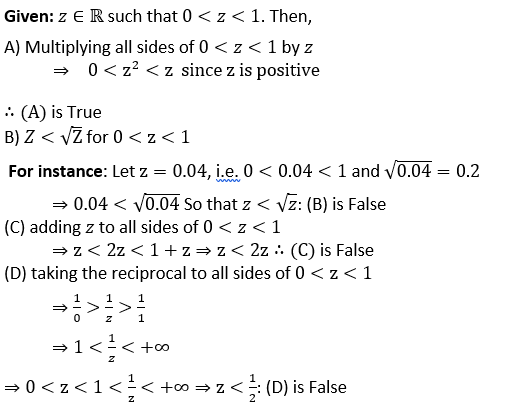 Given: z ∈ ℝ such that 0 < z < 1. Then,
A) Multiplying all sides of 0 < z < 1 by z
⇒ 0 < z² < z since z is positive
∴ (A) is True
B) Z < √Z for 0 < z < 1
For instance: Let z = 0.04, i.e. 0 < 0.04 < 1 and √0.04 = 0.2
⇒ 0.04 < √0.04 So that z < √z: (B) is False
(C) adding z to all sides of 0 < z < 1
⇒ z < 2z < 1 + z ⇒ z < 2z ∴ (C) is False
(D) taking the reciprocal to all sides of 0 < z < 1
⇒ 1/0 > 1/z > 1/1
⇒ 1 < 1/z < +∞
⇒ 0 < z < 1 < 1/z < +∞ ⇒ z < 1/2: (D) is False